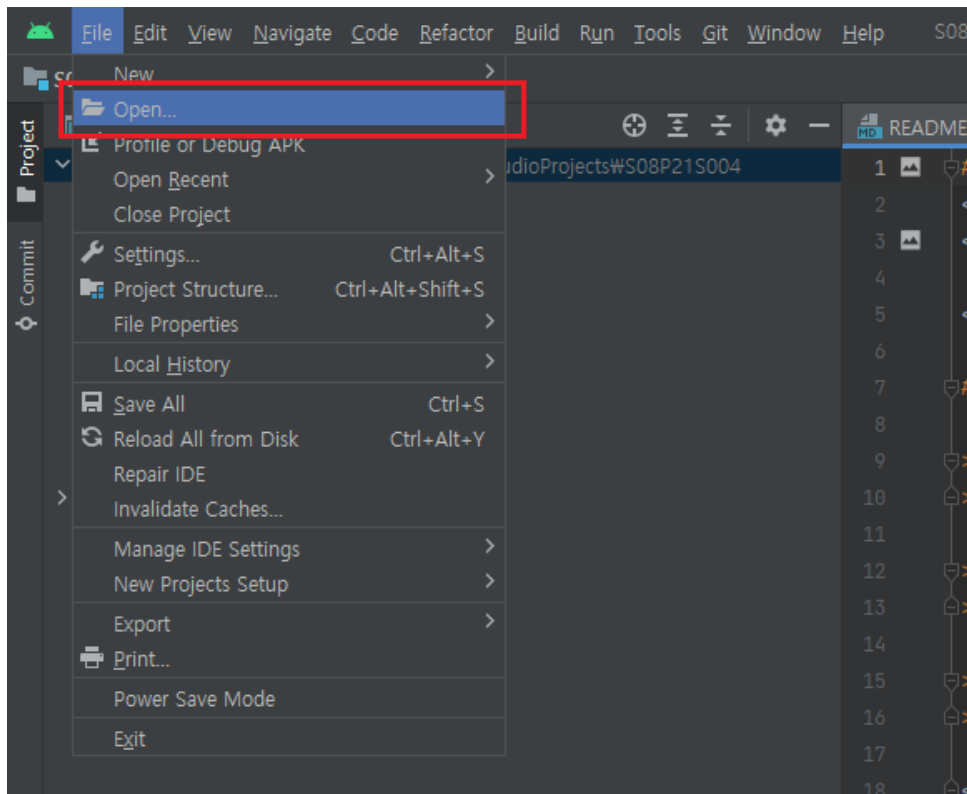 File Edit View Navigate Code Refactor Build Run Tools Git Window Help S08
New
Open...
README
Profile or Debug APK
udioProjects₩S08P21S004
Open Recent
Close Project
Settings... Ctrl+Alt+S
Project Structure... Ctrl+Alt+Shift+S
File Properties
Local History
Save All Ctrl+S
Reload All from Disk Ctrl+Alt+Y
Repair IDE
Invalidate Caches...
Manage IDE Settings
New Projects Setup
Export
Print...
Power Save Mode
Exit
Project
Commit
MD
1
2
3
4
5
6
7
8
9
10
11
12
13
14
15
16
17
18